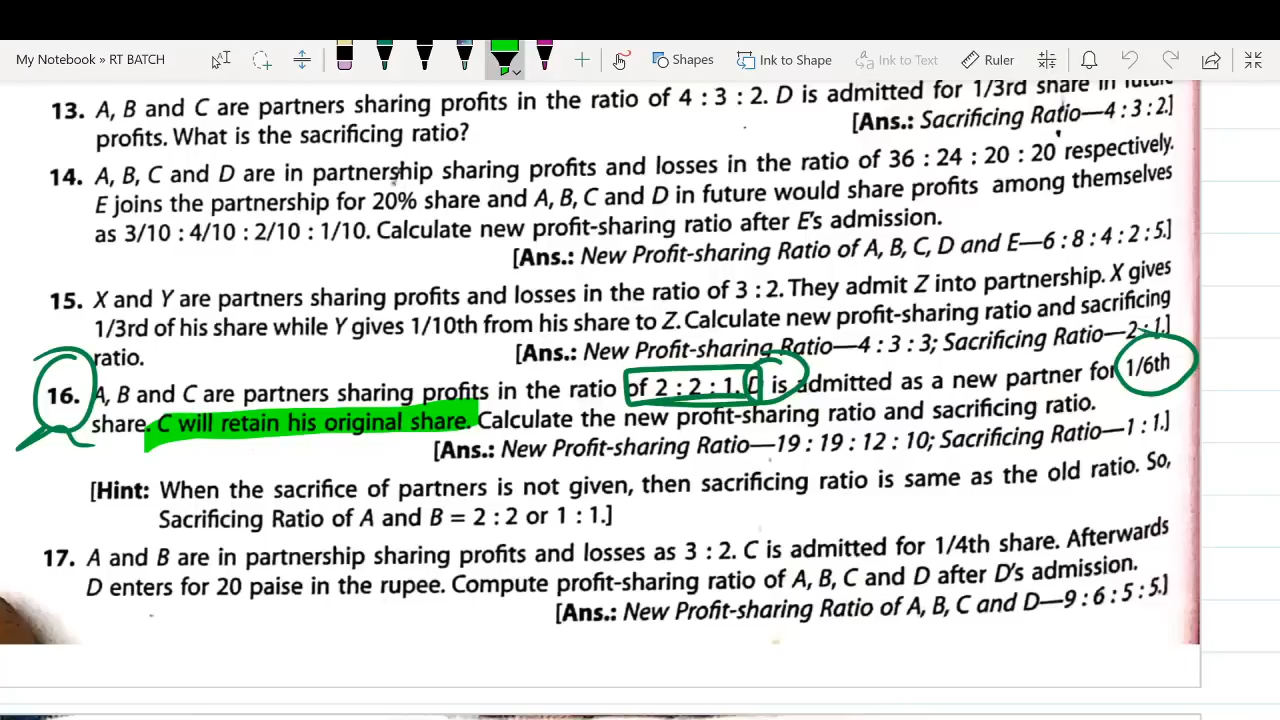 My Notebook » RT BATCH
Shapes
Ink to Shape
Ink to Text
Ruler
13. A, B and C are partners sharing profits in the ratio of 4 : 3 : 2. D is admitted for 1/3rd share in future
profits. What is the sacrificing ratio?
[Ans.: Sacrificing Ratio—4 : 3 : 2.]
14. A, B, C and D are in partnership sharing profits and losses in the ratio of 36 : 24 : 20 : 20 respectively.
E joins the partnership for 20% share and A, B, C and D in future would share profits among themselves
as 3/10 : 4/10 : 2/10 : 1/10. Calculate new profit-sharing ratio after E's admission.
[Ans.: New Profit-sharing Ratio of A, B, C, D and E—6 : 8 : 4 : 2 : 5.]
15. X and Y are partners sharing profits and losses in the ratio of 3 : 2. They admit Z into partnership. X gives
1/3rd of his share while Y gives 1/10th from his share to Z. Calculate new profit-sharing ratio and sacrificing
ratio.
[Ans.: New Profit-sharing Ratio—4 : 3 : 3; Sacrificing Ratio—2 : 1.]
16. A, B and C are partners sharing profits in the ratio of 2 : 2 : 1. D is admitted as a new partner for 1/6th
share. C will retain his original share. Calculate the new profit-sharing ratio and sacrificing ratio.
[Ans.: New Profit-sharing Ratio—19 : 19 : 12 : 10; Sacrificing Ratio—1 : 1.]
[Hint: When the sacrifice of partners is not given, then sacrificing ratio is same as the old ratio. So,
Sacrificing Ratio of A and B = 2 : 2 or 1 : 1.]
17. A and B are in partnership sharing profits and losses as 3 : 2. C is admitted for 1/4th share. Afterwards
D enters for 20 paise in the rupee. Compute profit-sharing ratio of A, B, C and D after D's admission.
[Ans.: New Profit-sharing Ratio of A, B, C and D—9 : 6 : 5 : 5.]